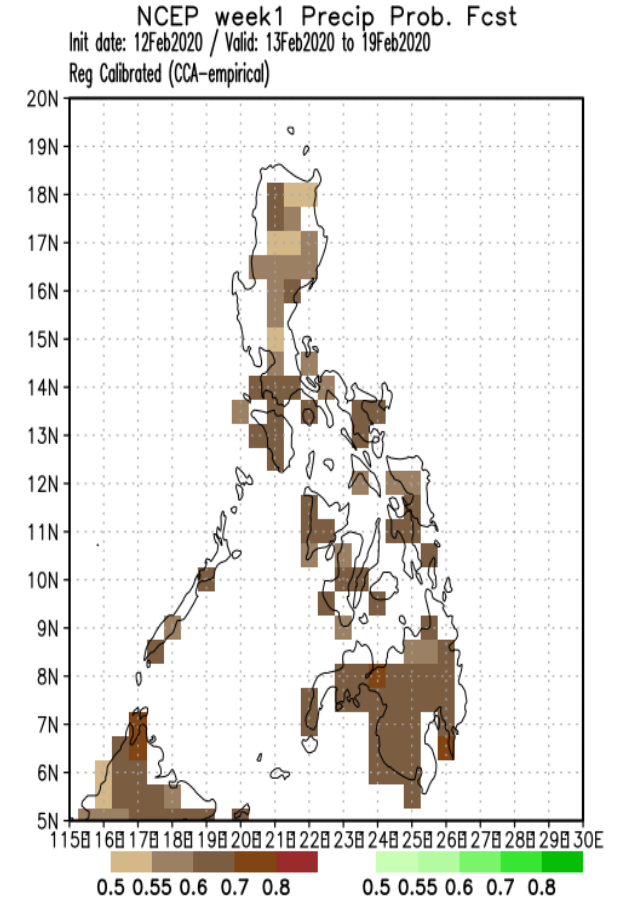 NCEP week1 Precip Prob. Fcst
Init date: 12Feb2020 / Valid: 13Feb2020 to 19Feb2020
Reg Calibrated (CCA-empirical)
20N
19N
18N
17N
16N
15N
14N
13N
12N
11N
10N
9N
8N
7N
6N
5N
115E 116E 117E 118E 119E 120E 121E 122E 123E 124E 125E 126E 127E 128E 129E 130E
0.5 0.55 0.6 0.7 0.8 0.5 0.55 0.6 0.7 0.8